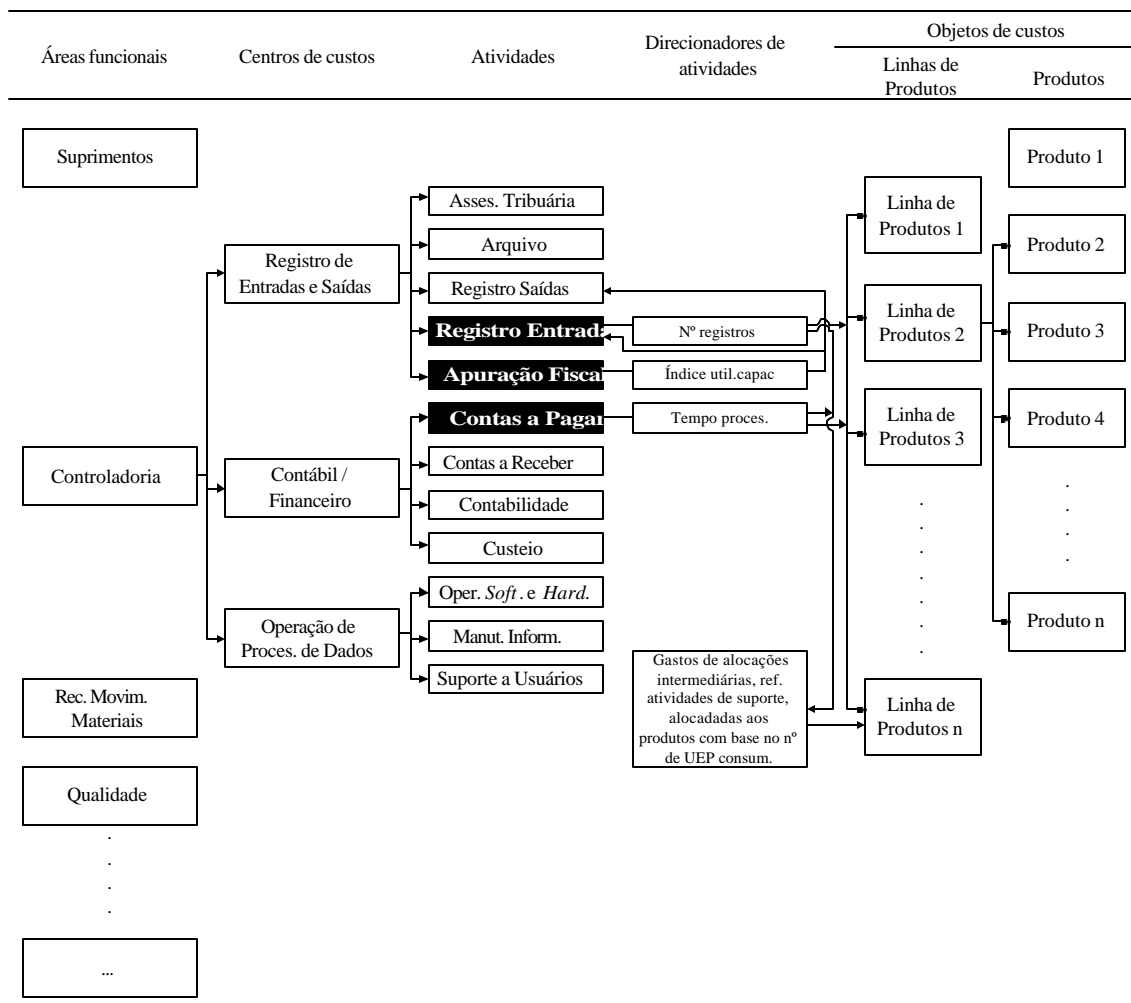 Objetos de custo
Áreas funcionais
Centros de custo
Atividades
Direcionadores de
atividades
Linhas de
Produtos
Produtos
Suprimentos
Controladoria
Rec. Movim.
Materiais
Qualidade
.
.
.
.
...
Registro de
Entradas e Saídas
Contábil /
Financeiro
Operação de
Proces. de Dados
Asses. Tributária
Arquivo
Registro Saídas
Registro Entrada
Apuração Fiscal
Contas a Pagar
Contas a Receber
Contabilidade
Custeio
Oper. Soft. e Hard.
Manut. Inform.
Suporte a Usuários
Nº registros
Índice util.capac
Tempo proces.
Gastos de alocações
intermediárias, ref.
atividades de suporte,
alocadadas aos
produtos com base no nº
de UEP consum.
Linha de
Produtos 1
Linha de
Produtos 2
Linha de
Produtos 3
.
.
.
.
.
.
Linha de
Produtos n
Produto 1
Produto 2
Produto 3
Produto 4
.
.
.
.
Produto n